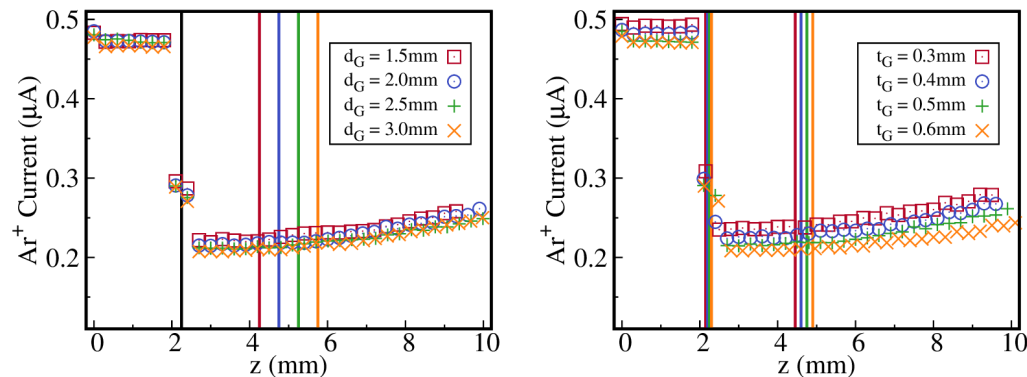 0.5
0.4
0.3
0.2
Ar⁺ Current (μA)
0 2 4 6 8 10
z (mm)
d_G = 1.5mm
d_G = 2.0mm
d_G = 2.5mm
d_G = 3.0mm
0.5
0.4
0.3
0.2
Ar⁺ Current (μA)
0 2 4 6 8 10
z (mm)
t_G = 0.3mm
t_G = 0.4mm
t_G = 0.5mm
t_G = 0.6mm